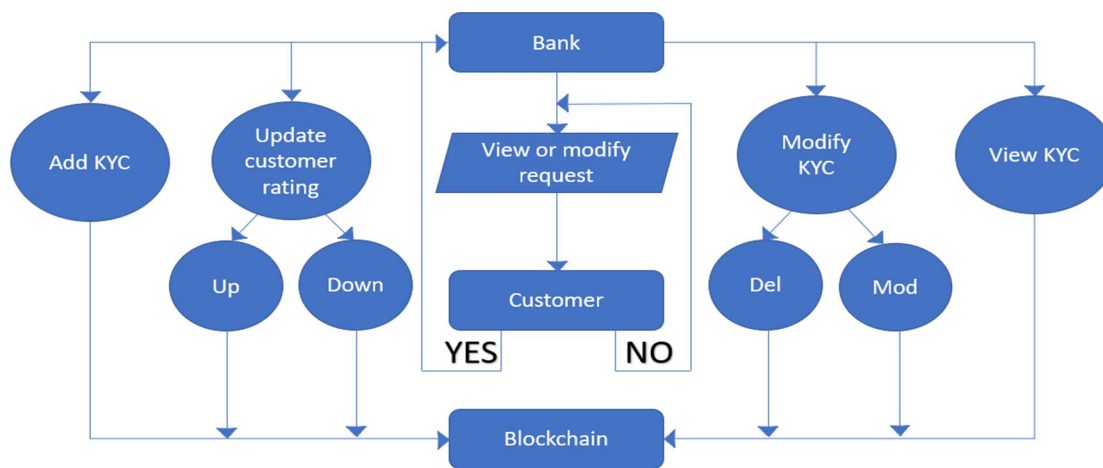 Bank
Add KYC
Update
customer
rating
View or modify
request
Modify
KYC
View KYC
Up
Down
Customer
Del
Mod
YES
NO
Blockchain